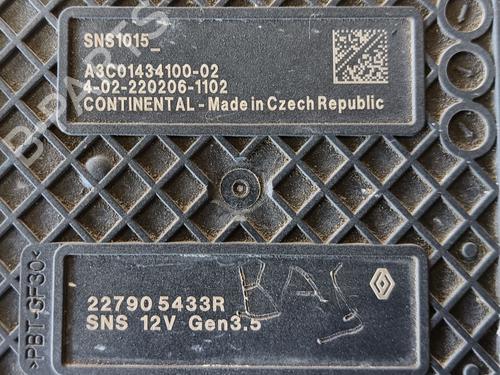 SNS1015_
A3C01434100-02
4-02-220206-1102
CONTINENTAL - Made in Czech Republic
22790 5433R
SNS 12V Gen3.5
BAS
>PBT-GF30<